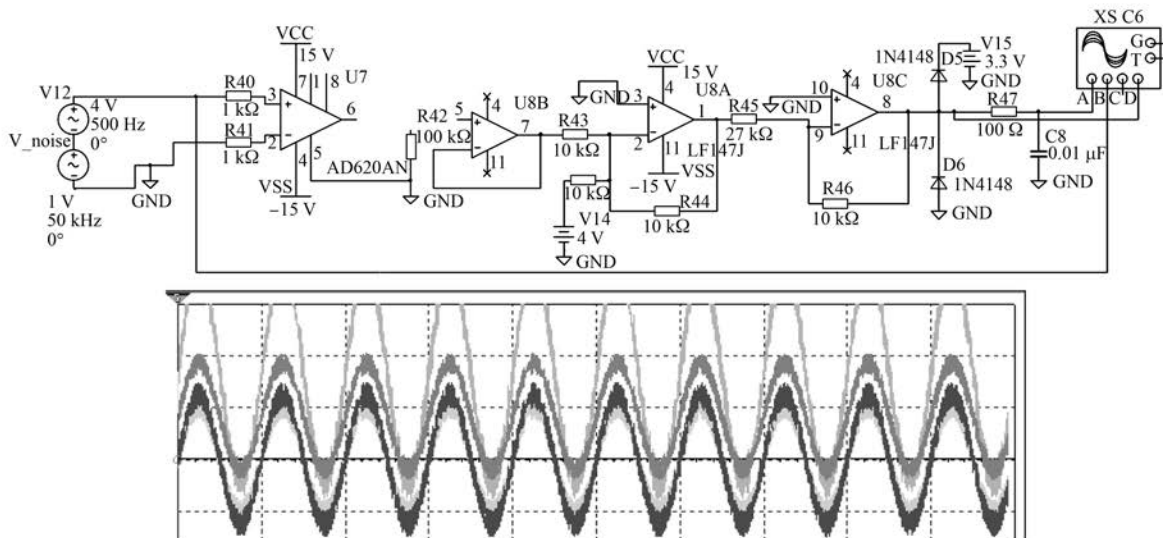 XS C6
G
T
A B C D
VCC
15 V
7 1 8
U7
R40
3
1 kΩ
R41
2
1 kΩ
6
4 5
VSS
−15 V
AD620AN
V12
4 V
500 Hz
0°
V_noise
1 V
50 kHz
0°
GND
R42
100 kΩ
GND
5
4
U8B
7
11
R43
10 kΩ
10 kΩ
V14
4 V
GND
GND
VCC
15 V
4
U8A
3
1
2
11
LF147J
VSS
−15 V
R44
10 kΩ
R45
27 kΩ
GND
10
4
U8C
8
9
11
LF147J
R46
10 kΩ
1N4148
D5
V15
3.3 V
GND
R47
100 Ω
C8
0.01 μF
GND
D6
1N4148
GND